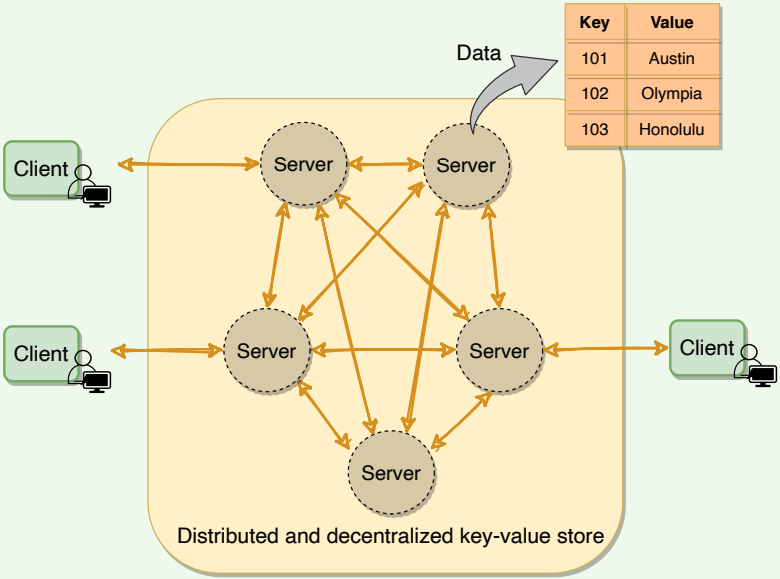 Key Value
Data
101 Austin
102 Olympia
103 Honolulu
Client
Server
Server
Client
Server
Server
Client
Server
Distributed and decentralized key-value store